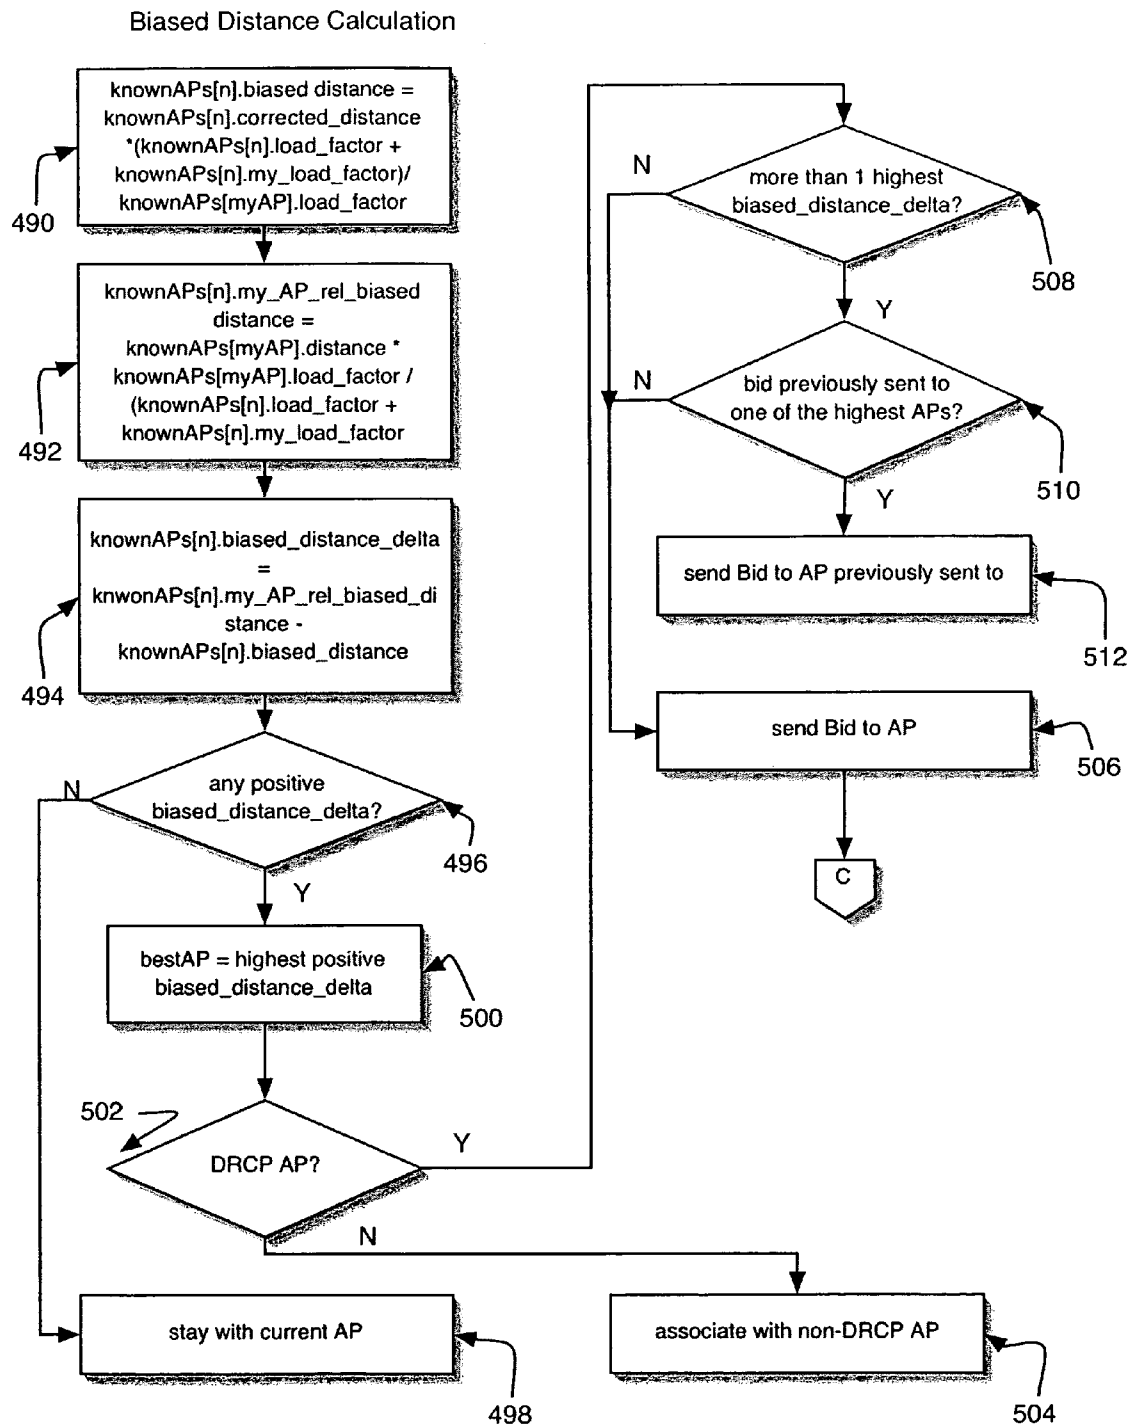 Biased Distance Calculation
knownAPs[n].biased distance =
knownAPs[n].corrected_distance
*(knownAPs[n].load_factor +
knownAPs[n].my_load_factor)/
knownAPs[myAP].load_factor
490
knownAPs[n].my_AP_rel_biased
distance =
knownAPs[myAP].distance *
knownAPs[myAP].load_factor /
(knownAPs[n].load_factor +
knownAPs[n].my_load_factor
492
knownAPs[n].biased_distance_delta
=
knwonAPs[n].my_AP_rel_biased_di
stance -
knownAPs[n].biased_distance
494
any positive
biased_distance_delta?
N
496
Y
bestAP = highest positive
biased_distance_delta
500
502
DRCP AP?
Y
N
stay with current AP
498
associate with non-DRCP AP
504
more than 1 highest
biased_distance_delta?
N
508
Y
bid previously sent to
one of the highest APs?
N
510
Y
send Bid to AP previously sent to
512
send Bid to AP
506
C